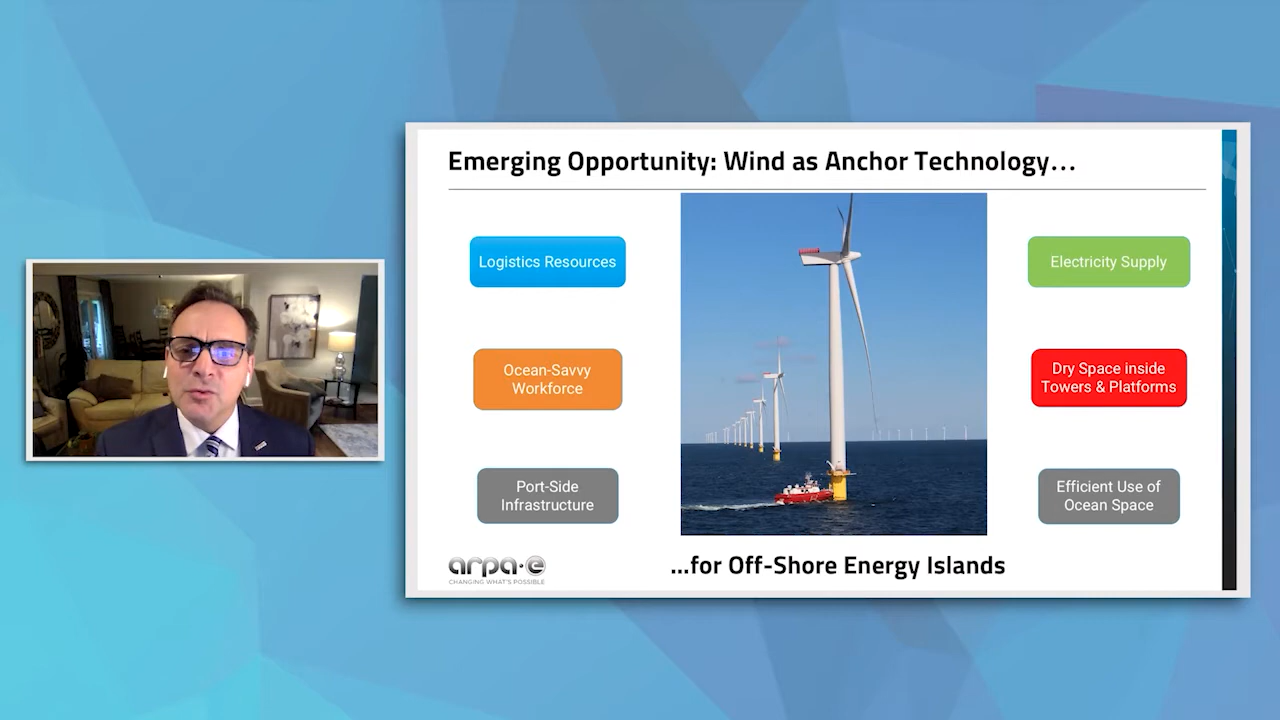 Emerging Opportunity: Wind as Anchor Technology...
Logistics Resources
Ocean-Savvy
Workforce
Port-Side
Infrastructure
Electricity Supply
Dry Space inside
Towers & Platforms
Efficient Use of
Ocean Space
arpa·e
CHANGING WHAT'S POSSIBLE
...for Off-Shore Energy Islands